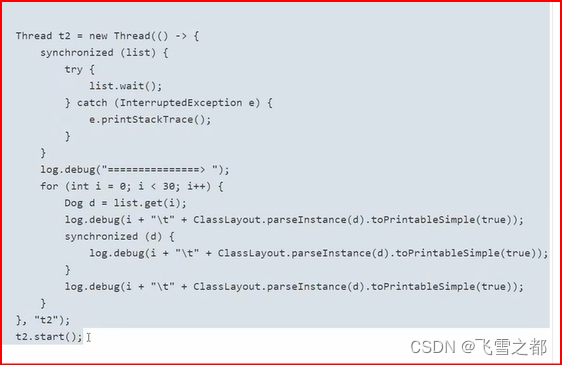 Thread t2 = new Thread(() -> {
    synchronized (list) {
        try {
            list.wait();
        } catch (InterruptedException e) {
            e.printStackTrace();
        }
    }
    log.debug("===============> ");
    for (int i = 0; i < 30; i++) {
        Dog d = list.get(i);
        log.debug(i + "\t" + ClassLayout.parseInstance(d).toPrintableSimple(true));
        synchronized (d) {
            log.debug(i + "\t" + ClassLayout.parseInstance(d).toPrintableSimple(true));
        }
        log.debug(i + "\t" + ClassLayout.parseInstance(d).toPrintableSimple(true));
    }
}, "t2");
t2.start();
CSDN @飞雪之都